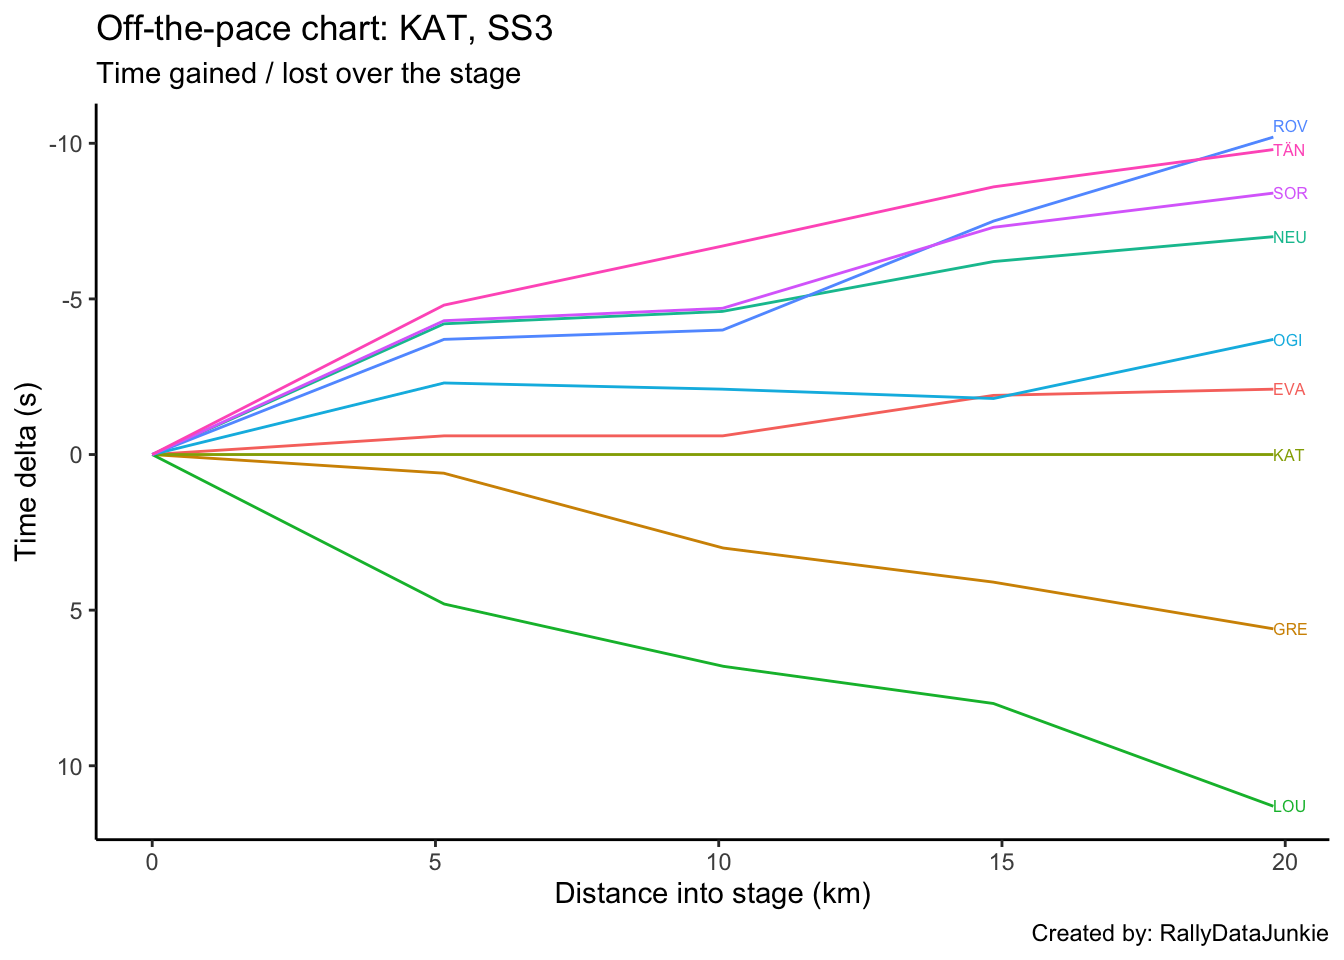 Off-the-pace chart: KAT, SS3
Time gained / lost over the stage
Time delta (s)
-10
-5
0
5
10
ROV
TÄN
SOR
NEU
OGI
EVA
KAT
GRE
LOU
0 5 10 15 20
Distance into stage (km)
Created by: RallyDataJunkie